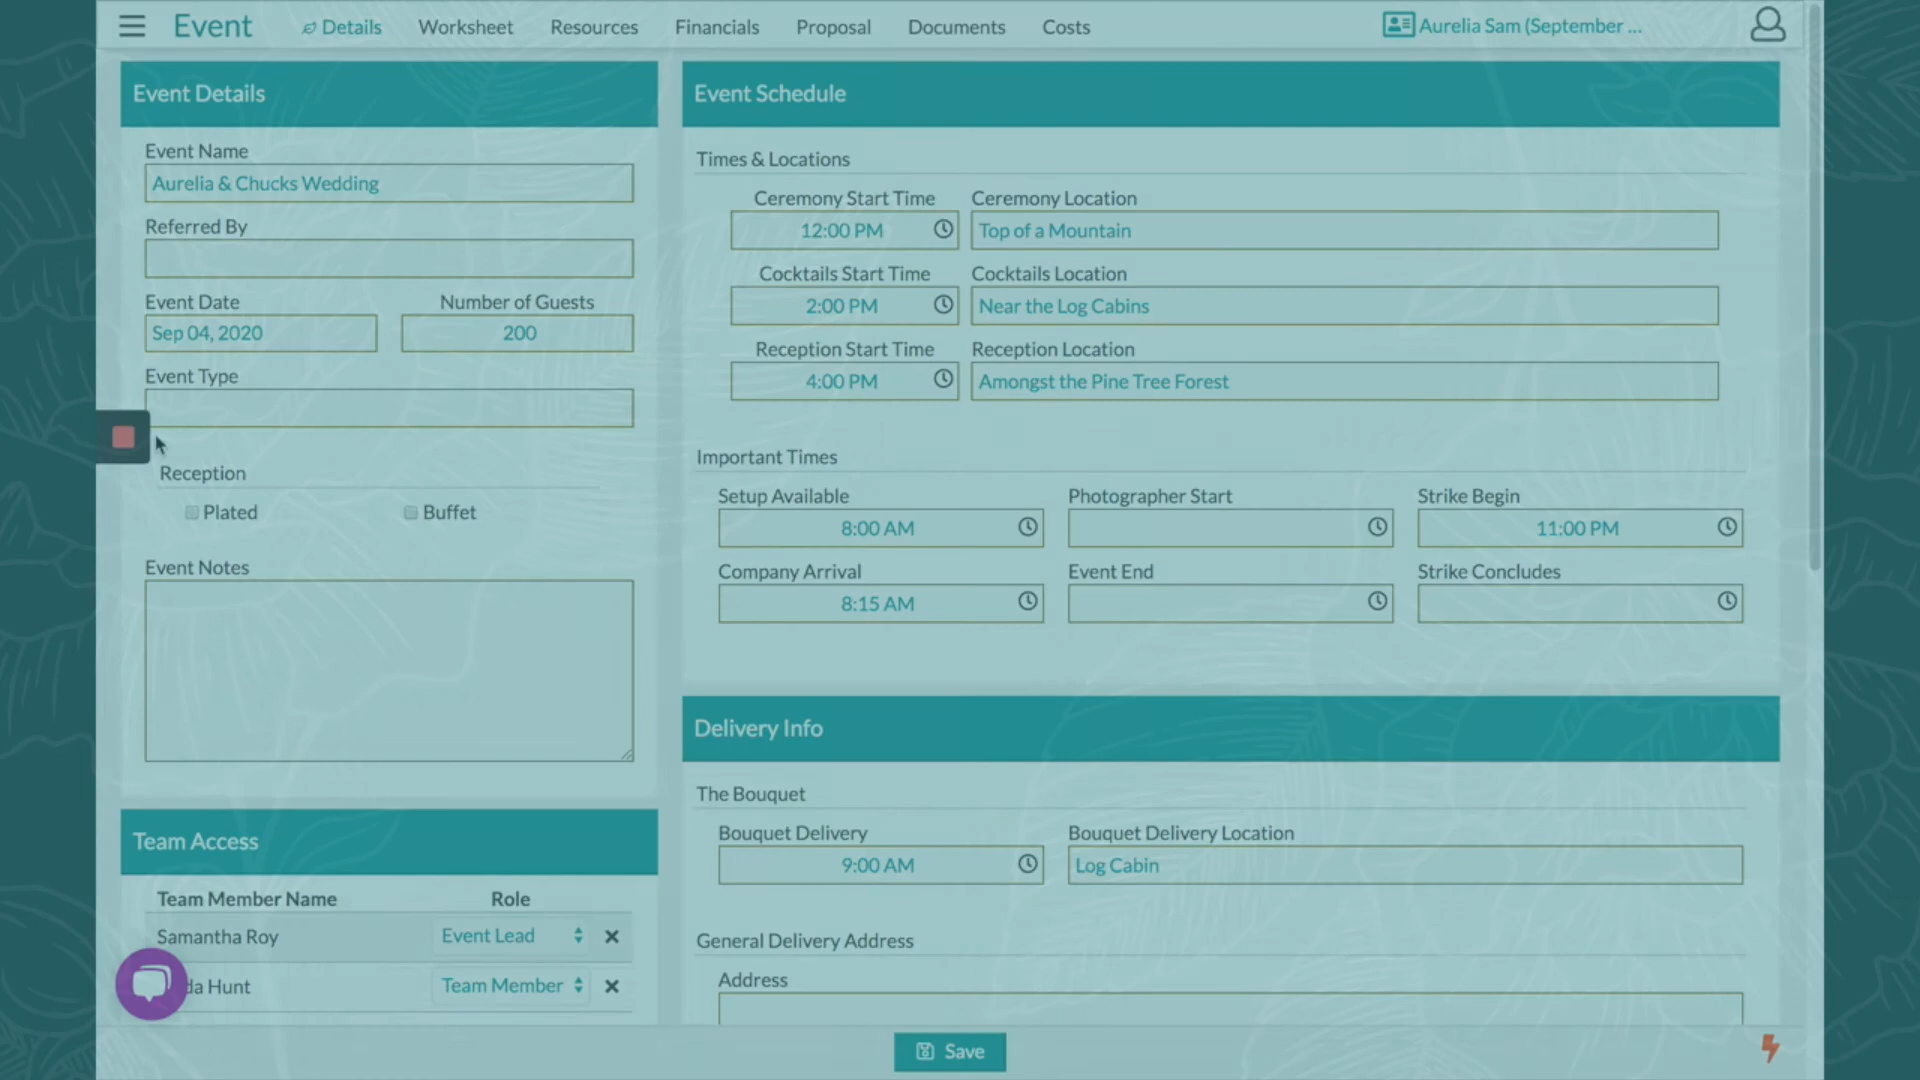 Event
Details
Worksheet
Resources
Financials
Proposal
Documents
Costs
Aurelia Sam (September ...
Event Details
Event Name
Aurelia & Chucks Wedding
Referred By
Event Date
Number of Guests
Sep 04, 2020
200
Event Type
Reception
Plated
Buffet
Event Notes
Team Access
Team Member Name
Role
Samantha Roy
Event Lead
Hunt
Team Member
Event Schedule
Times & Locations
Ceremony Start Time
Ceremony Location
12:00 PM
Top of a Mountain
Cocktails Start Time
Cocktails Location
2:00 PM
Near the Log Cabins
Reception Start Time
Reception Location
4:00 PM
Amongst the Pine Tree Forest
Important Times
Setup Available
Photographer Start
Strike Begin
8:00 AM
11:00 PM
Company Arrival
Event End
Strike Concludes
8:15 AM
Delivery Info
The Bouquet
Bouquet Delivery
Bouquet Delivery Location
9:00 AM
Log Cabin
General Delivery Address
Address
Save